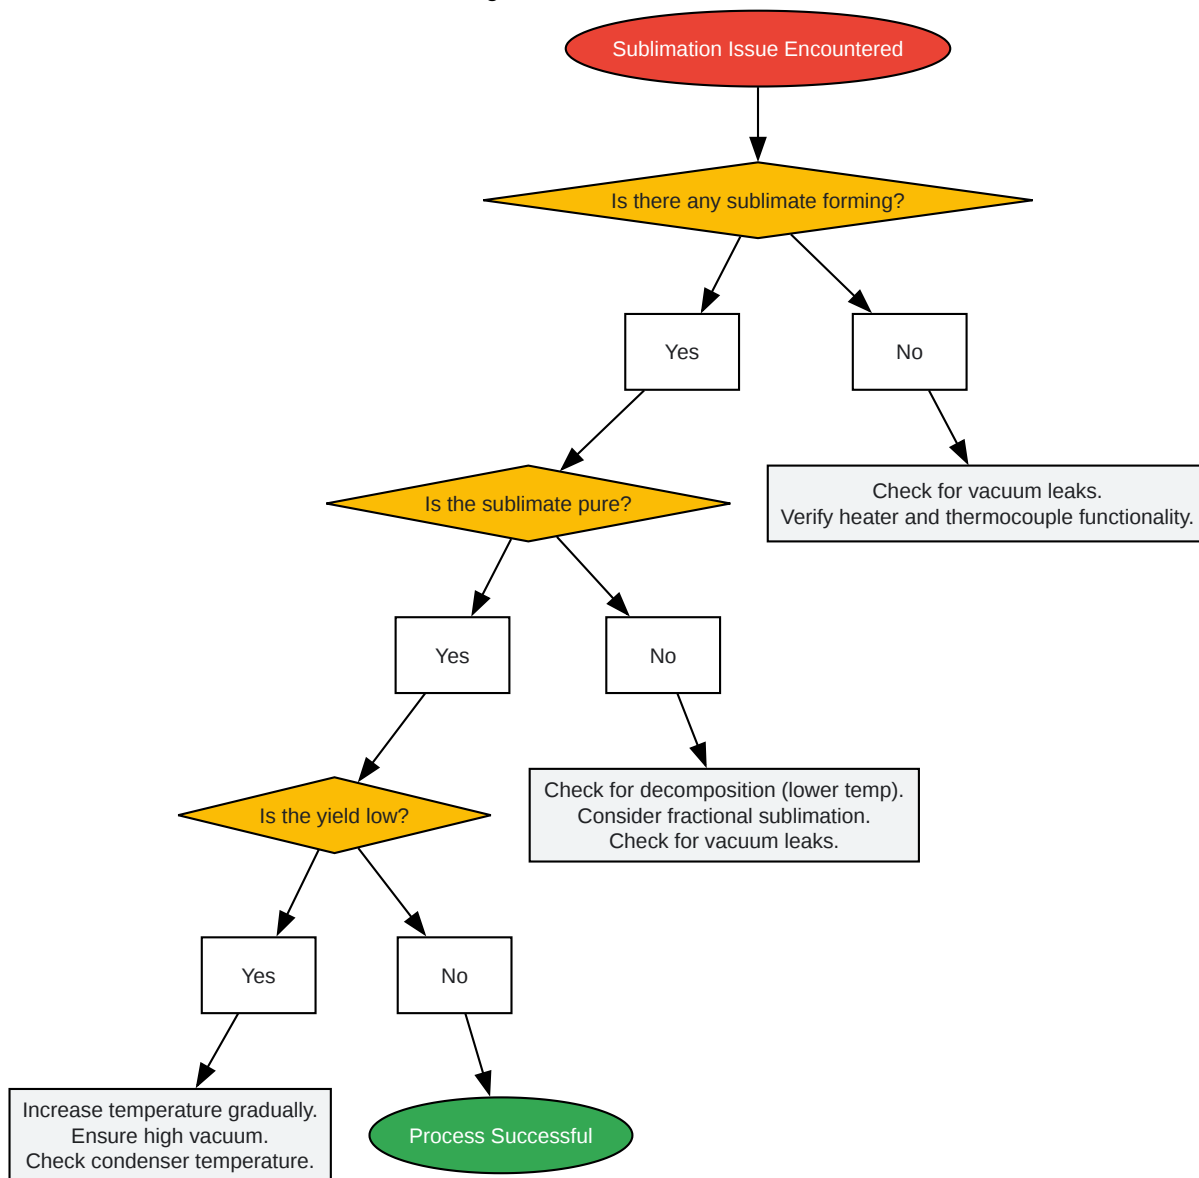 Sublimation Issue Encountered
Is there any sublimate forming?
Yes
No
Is the sublimate pure?
Check for vacuum leaks.
Verify heater and thermocouple functionality.
Yes
No
Is the yield low?
Check for decomposition (lower temp).
Consider fractional sublimation.
Check for vacuum leaks.
Yes
No
Increase temperature gradually.
Ensure high vacuum.
Check condenser temperature.
Process Successful